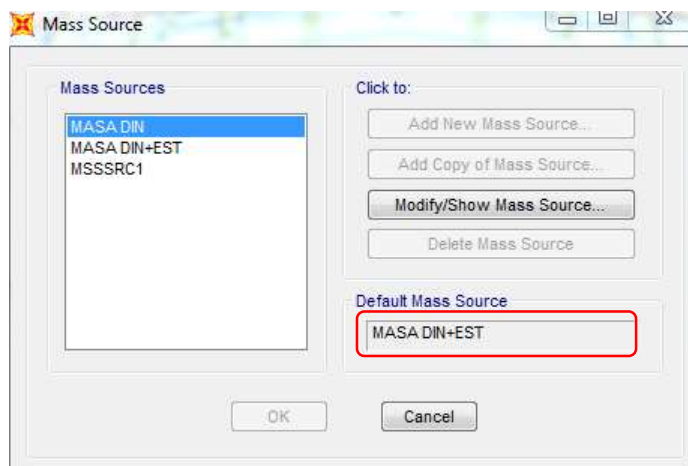 Mass Source
Mass Sources
MASA DIN
MASA DIN+EST
MSSSRC1
Click to:
Add New Mass Source...
Add Copy of Mass Source...
Modify/Show Mass Source...
Delete Mass Source
Default Mass Source
MASA DIN+EST
OK
Cancel